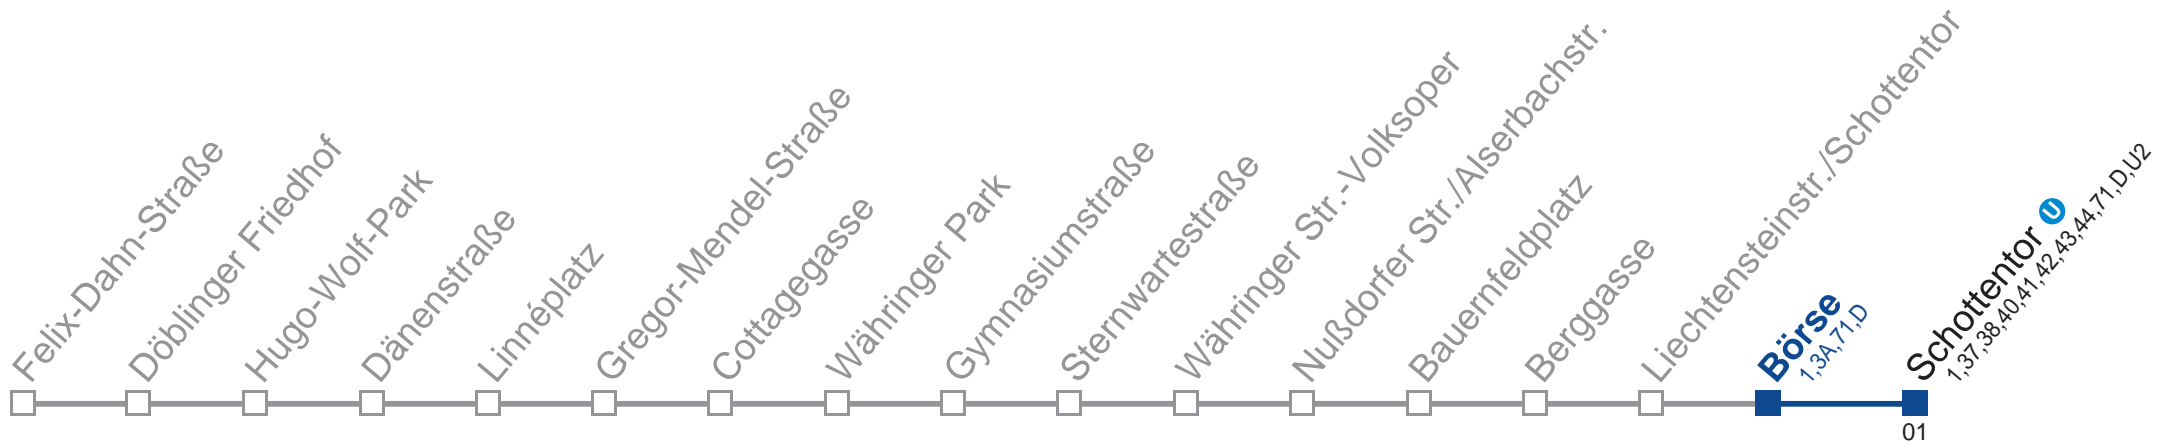 Felix-Dahn-Straße
Döblinger Friedhof
Hugo-Wolf-Park
Dänenstraße
Linnéplatz
Gregor-Mendel-Straße
Cottagegasse
Währinger Park
Gymnasiumstraße
Sternwartestraße
Währinger Str.-Volksoper
Nußdorfer Str./Alserbachstr.
Bauernfeldplatz
Berggasse
Liechtensteinstr./Schottentor
Börse
1,3A,71,D
Schottentor U
1,37,38,40,41,42,43,44,71,D,U2
01